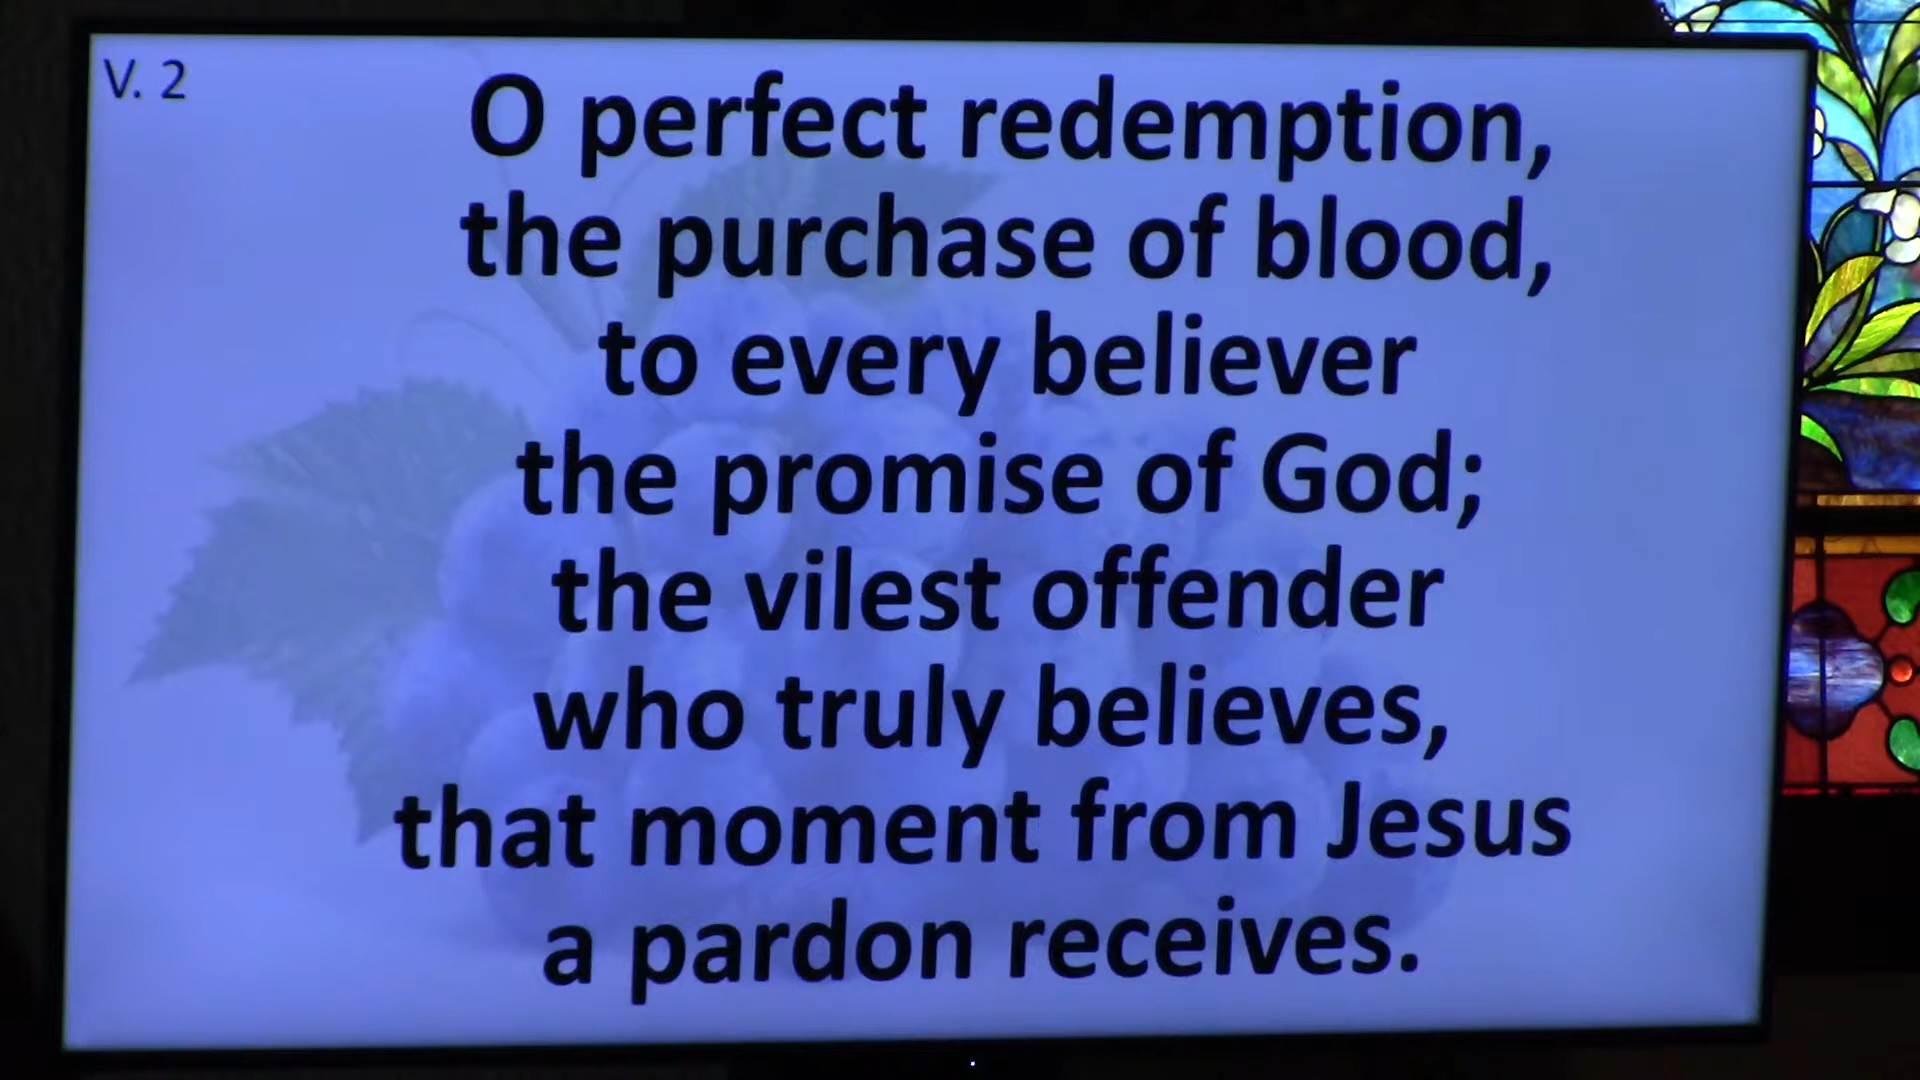 V. 2
O perfect redemption,
the purchase of blood,
to every believer
the promise of God;
the vilest offender
who truly believes,
that moment from Jesus
a pardon receives.